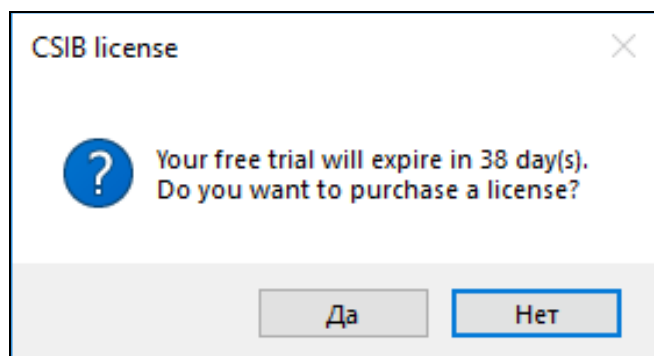 CSIB license
Your free trial will expire in 38 day(s).
Do you want to purchase a license?
Да
Нет